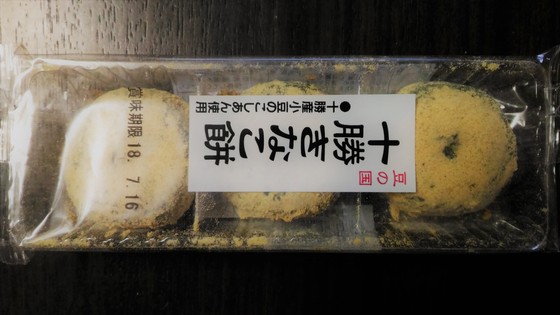 豆の国
十勝きなこ餅
●十勝産小豆のこしあん使用
賞味期限 18.7.16